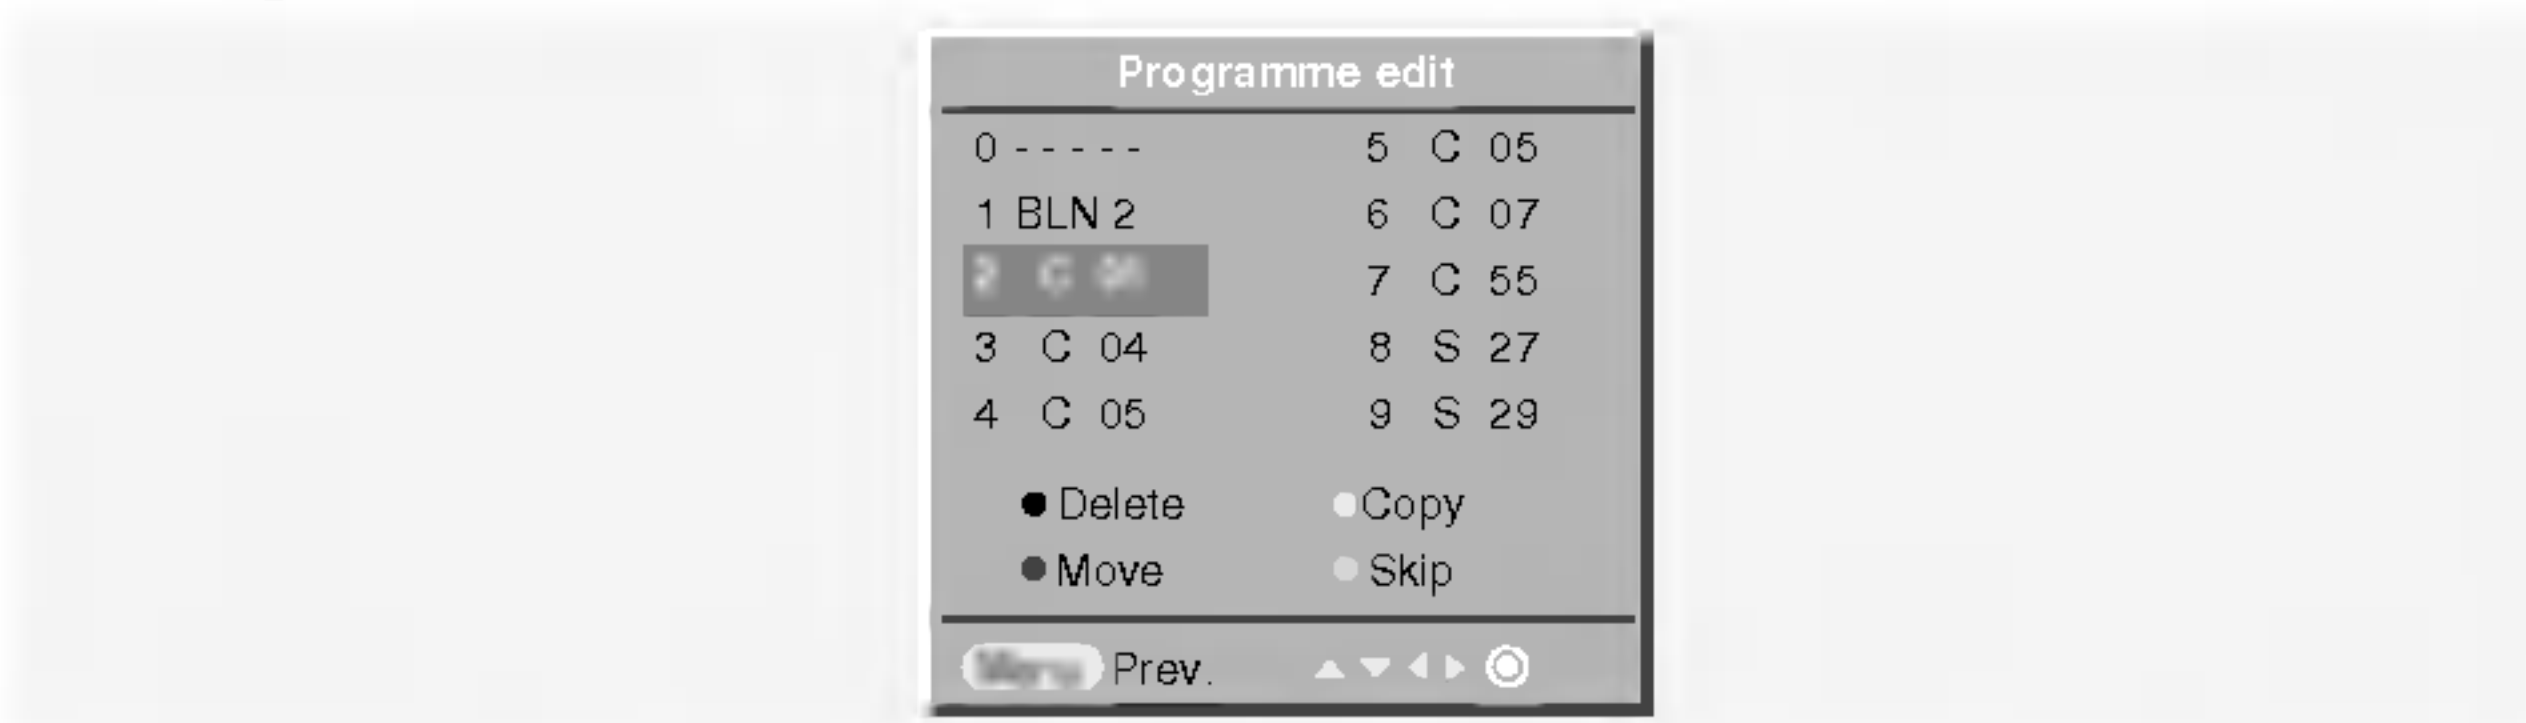 Programme edit
0 - - - - - 5 C 05
1 BLN 2 6 C 07
2 C 7 C 55
3 C 04 8 S 27
4 C 05 9 S 29
Delete Copy
Move Skip
Prev.